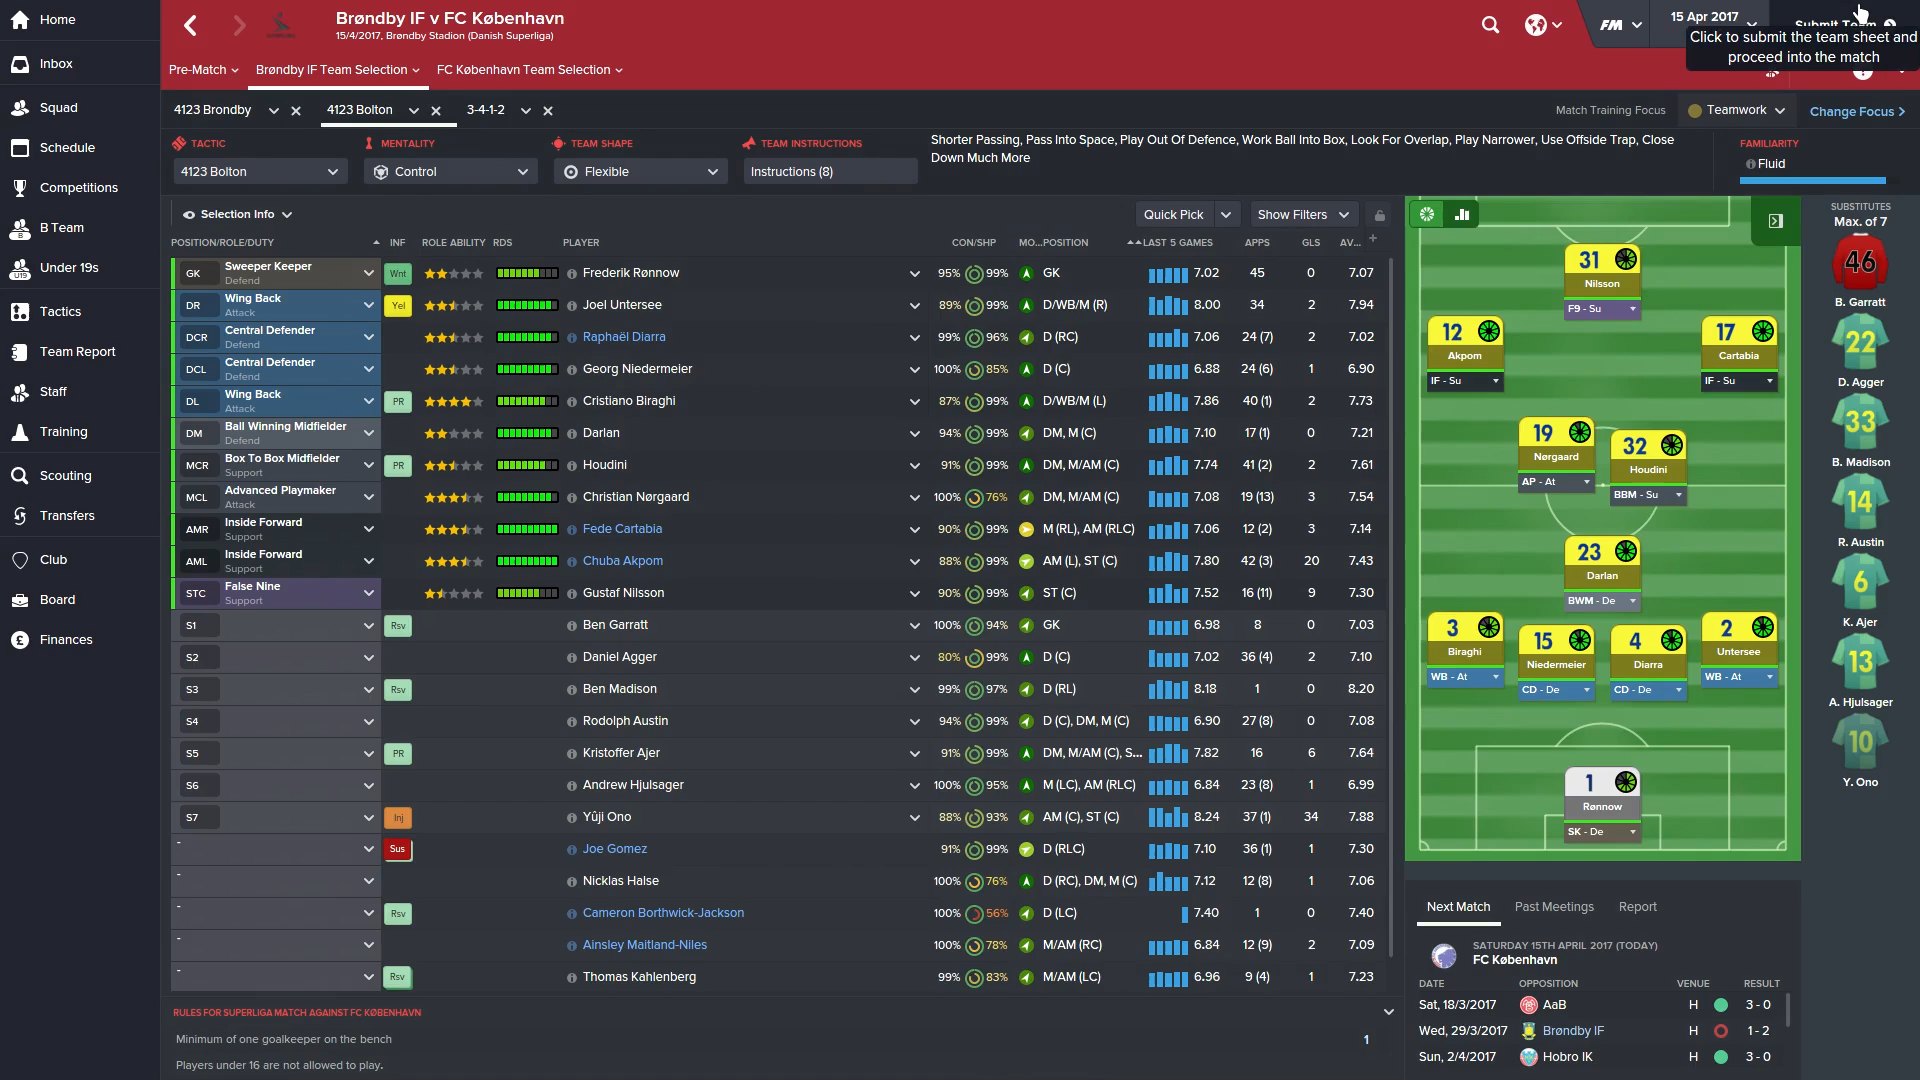 Home
Inbox
Squad
Schedule
Competitions
B Team
Under 19s
Tactics
Team Report
Staff
Training
Scouting
Transfers
Club
Board
Finances
Brøndby IF v FC København
15/4/2017, Brøndby Stadion (Danish Superliga)
FM
15 Apr 2017
Submit Team
Click to submit the team sheet and
proceed into the match
Pre-Match
Brøndby IF Team Selection
FC København Team Selection
4123 Brondby
4123 Bolton
3-4-1-2
Match Training Focus
Teamwork
Change Focus >
TACTIC
MENTALITY
TEAM SHAPE
TEAM INSTRUCTIONS
4123 Bolton
Control
Flexible
Instructions (8)
Shorter Passing, Pass Into Space, Play Out Of Defence, Work Ball Into Box, Look For Overlap, Play Narrower, Use Offside Trap, Close
Down Much More
FAMILIARITY
Fluid
Selection Info
Quick Pick
Show Filters
POSITION/ROLE/DUTY INF ROLE ABILITY RDS PLAYER CON/SHP MO... POSITION LAST 5 GAMES APPS GLS AV...
GK Sweeper Keeper Defend Wnt Frederik Rønnow 95% 99% GK 7.02 45 0 7.07
DR Wing Back Attack Yel Joel Untersee 89% 99% D/WB/M (R) 8.00 34 2 7.94
DCR Central Defender Defend Raphaël Diarra 99% 96% D (RC) 7.06 24 (7) 2 7.02
DCL Central Defender Defend Georg Niedermeier 100% 85% D (C) 6.88 24 (6) 1 6.90
DL Wing Back Attack PR Cristiano Biraghi 87% 99% D/WB/M (L) 7.86 40 (1) 2 7.73
DM Ball Winning Midfielder Defend Darlan 94% 99% DM, M (C) 7.10 17 (1) 0 7.21
MCR Box To Box Midfielder Support PR Houdini 91% 99% DM, M/AM (C) 7.74 41 (2) 2 7.61
MCL Advanced Playmaker Attack Christian Nørgaard 100% 76% DM, M/AM (C) 7.08 19 (13) 3 7.54
AMR Inside Forward Support Fede Cartabia 90% 99% M (RL), AM (RLC) 7.06 12 (2) 3 7.14
AML Inside Forward Support Chuba Akpom 88% 99% AM (L), ST (C) 7.80 42 (3) 20 7.43
STC False Nine Support Gustaf Nilsson 90% 99% ST (C) 7.52 16 (11) 9 7.30
S1 Rsv Ben Garratt 100% 94% GK 6.98 8 0 7.03
S2 Daniel Agger 80% 99% D (C) 7.02 36 (4) 2 7.10
S3 Rsv Ben Madison 99% 97% D (RL) 8.18 1 0 8.20
S4 Rodolph Austin 94% 99% D (C), DM, M (C) 6.90 27 (8) 0 7.08
S5 PR Kristoffer Ajer 91% 99% DM, M/AM (C), S... 7.82 16 6 7.64
S6 Andrew Hjulsager 100% 95% M (LC), AM (RLC) 6.84 23 (8) 1 6.99
S7 Inj Yûji Ono 88% 93% AM (C), ST (C) 8.24 37 (1) 34 7.88
- Sus Joe Gomez 91% 99% D (RLC) 7.10 36 (1) 1 7.30
- Nicklas Halse 100% 76% D (RC), DM, M (C) 7.12 12 (8) 1 7.06
- Rsv Cameron Borthwick-Jackson 100% 56% D (LC) 7.40 1 0 7.40
- Ainsley Maitland-Niles 100% 78% M/AM (RC) 6.84 12 (9) 2 7.09
- Rsv Thomas Kahlenberg 99% 83% M/AM (LC) 6.96 9 (4) 1 7.23
RULES FOR SUPERLIGA MATCH AGAINST FC KØBENHAVN
Minimum of one goalkeeper on the bench 1
Players under 16 are not allowed to play.
31
Nilsson
F9 - Su
12
Akpom
IF - Su
17
Cartabia
IF - Su
19
Nørgaard
AP - At
32
Houdini
BBM - Su
23
Darlan
BWM - De
3
Biraghi
WB - At
15
Niedermeier
CD - De
4
Diarra
CD - De
2
Untersee
WB - At
1
Rønnow
SK - De
SUBSTITUTES
Max. of 7
46
B. Garratt
22
D. Agger
33
B. Madison
14
R. Austin
6
K. Ajer
13
A. Hjulsager
10
Y. Ono
Next Match
Past Meetings
Report
SATURDAY 15TH APRIL 2017 (TODAY)
FC København
DATE OPPOSITION VENUE RESULT
Sat, 18/3/2017 AaB H 3 - 0
Wed, 29/3/2017 Brøndby IF H 1 - 2
Sun, 2/4/2017 Hobro IK H 3 - 0